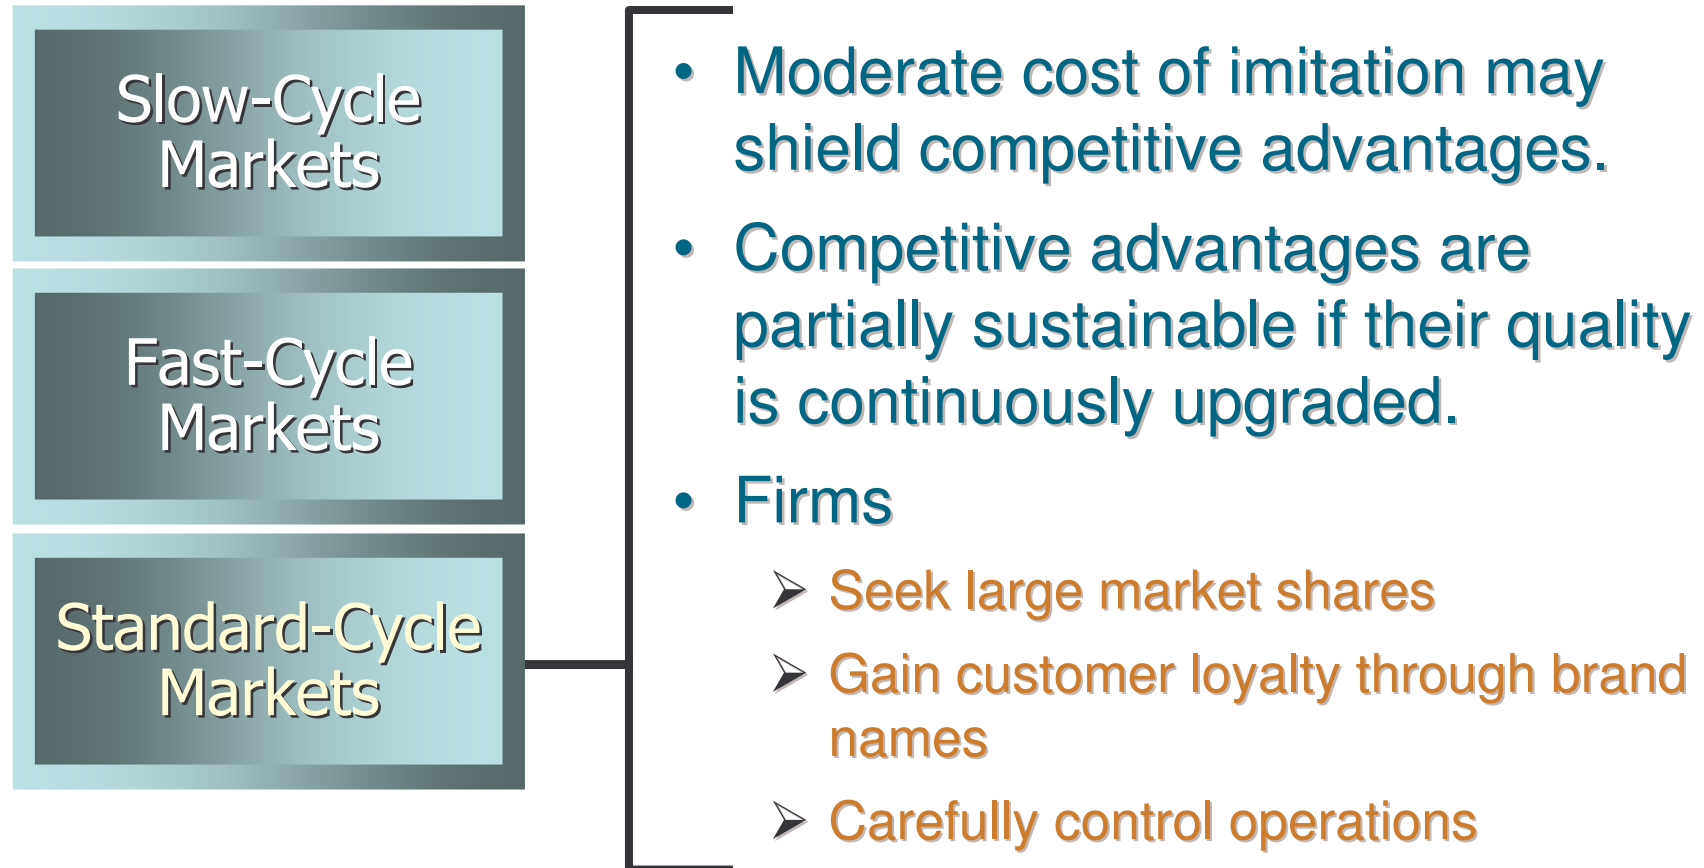 Slow-Cycle
Markets
Fast-Cycle
Markets
Standard-Cycle
Markets
• Moderate cost of imitation may
shield competitive advantages.
• Competitive advantages are
partially sustainable if their quality
is continuously upgraded.
• Firms
➢ Seek large market shares
➢ Gain customer loyalty through brand
names
➢ Carefully control operations